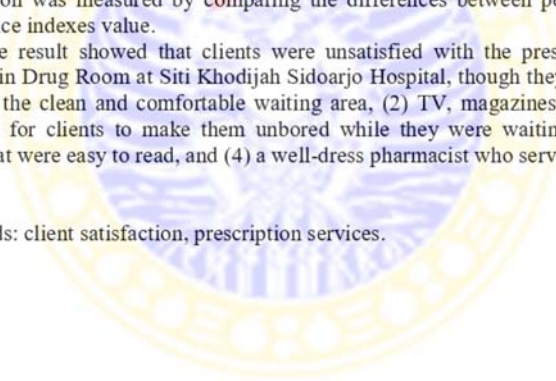 on was measured by comparing the differences between p
ce indexes value.
e result showed that clients were unsatisfied with the pres
in Drug Room at Siti Khodijah Sidoarjo Hospital, though they
the clean and comfortable waiting area, (2) TV, magazines
for clients to make them unbored while they were waitin
at were easy to read, and (4) a well-dress pharmacist who serv
ds: client satisfaction, prescription services.